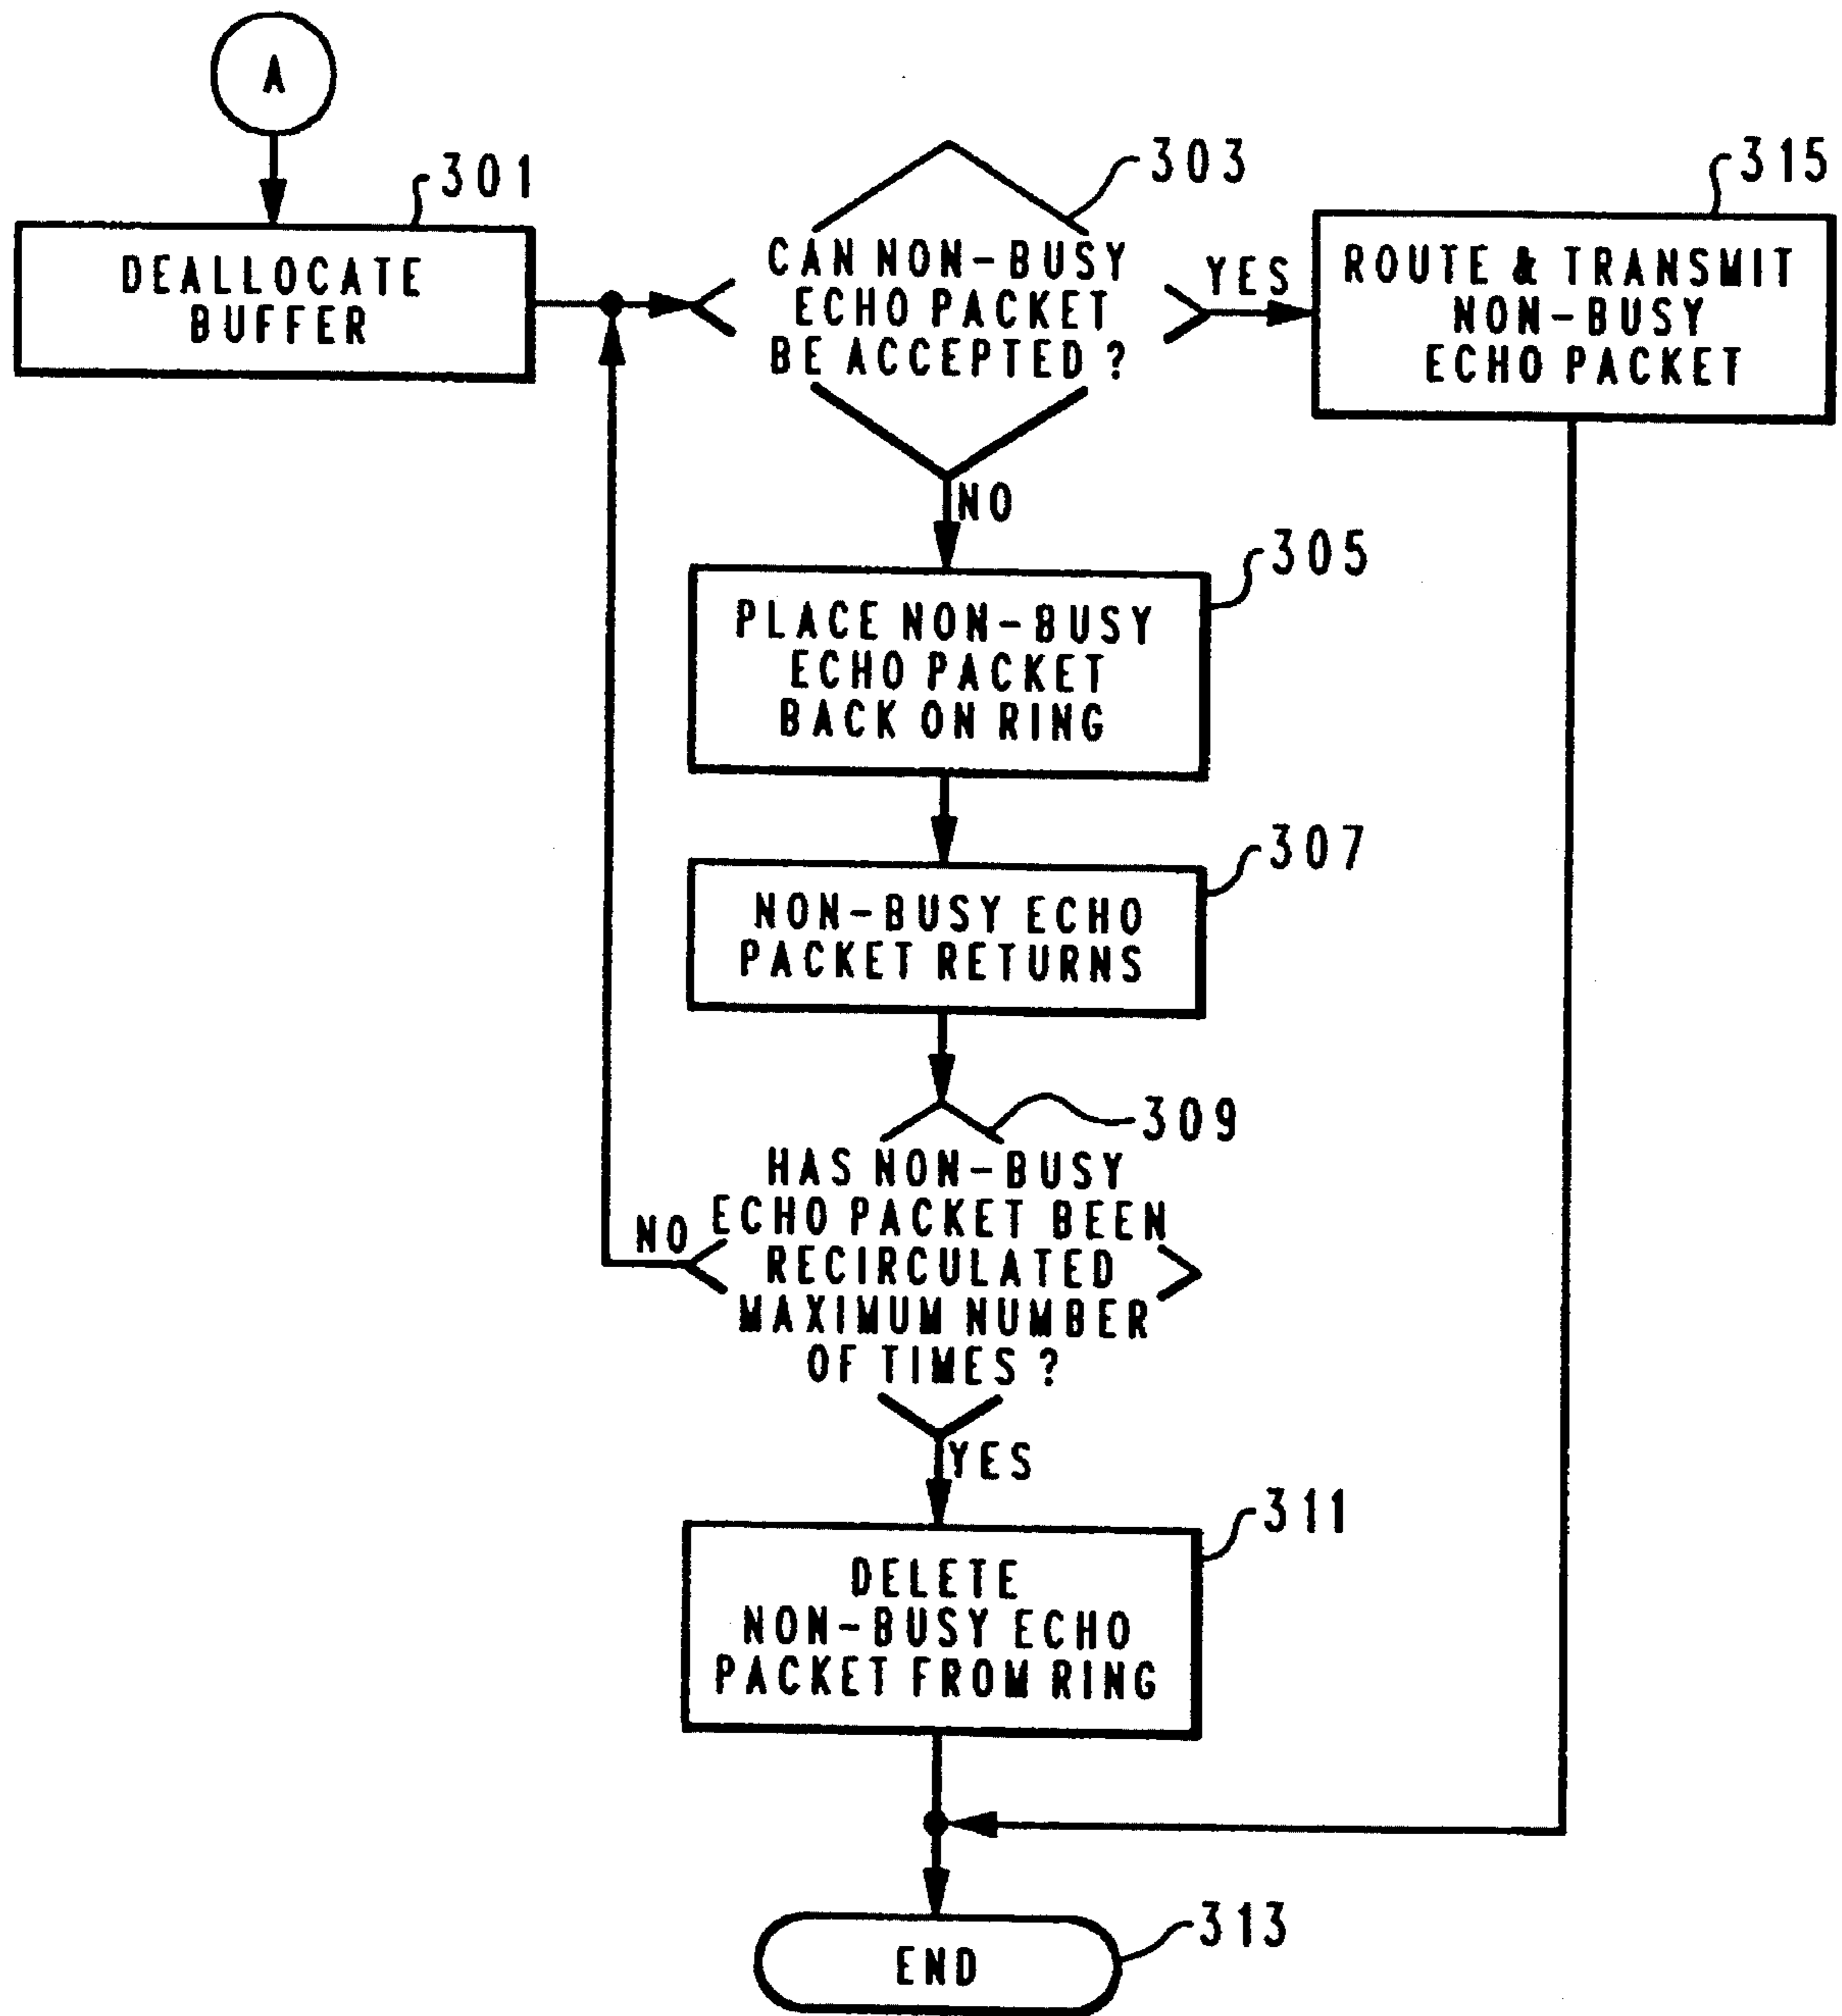 A
301
DEALLOCATE
BUFFER
303
CAN NON-BUSY
ECHO PACKET
BE ACCEPTED ?
YES
315
ROUTE & TRANSMIT
NON-BUSY
ECHO PACKET
NO
305
PLACE NON-BUSY
ECHO PACKET
BACK ON RING
307
NON-BUSY ECHO
PACKET RETURNS
309
HAS NON-BUSY
ECHO PACKET BEEN
RECIRCULATED
MAXIMUM NUMBER
OF TIMES ?
NO
YES
311
DELETE
NON-BUSY ECHO
PACKET FROM RING
313
END